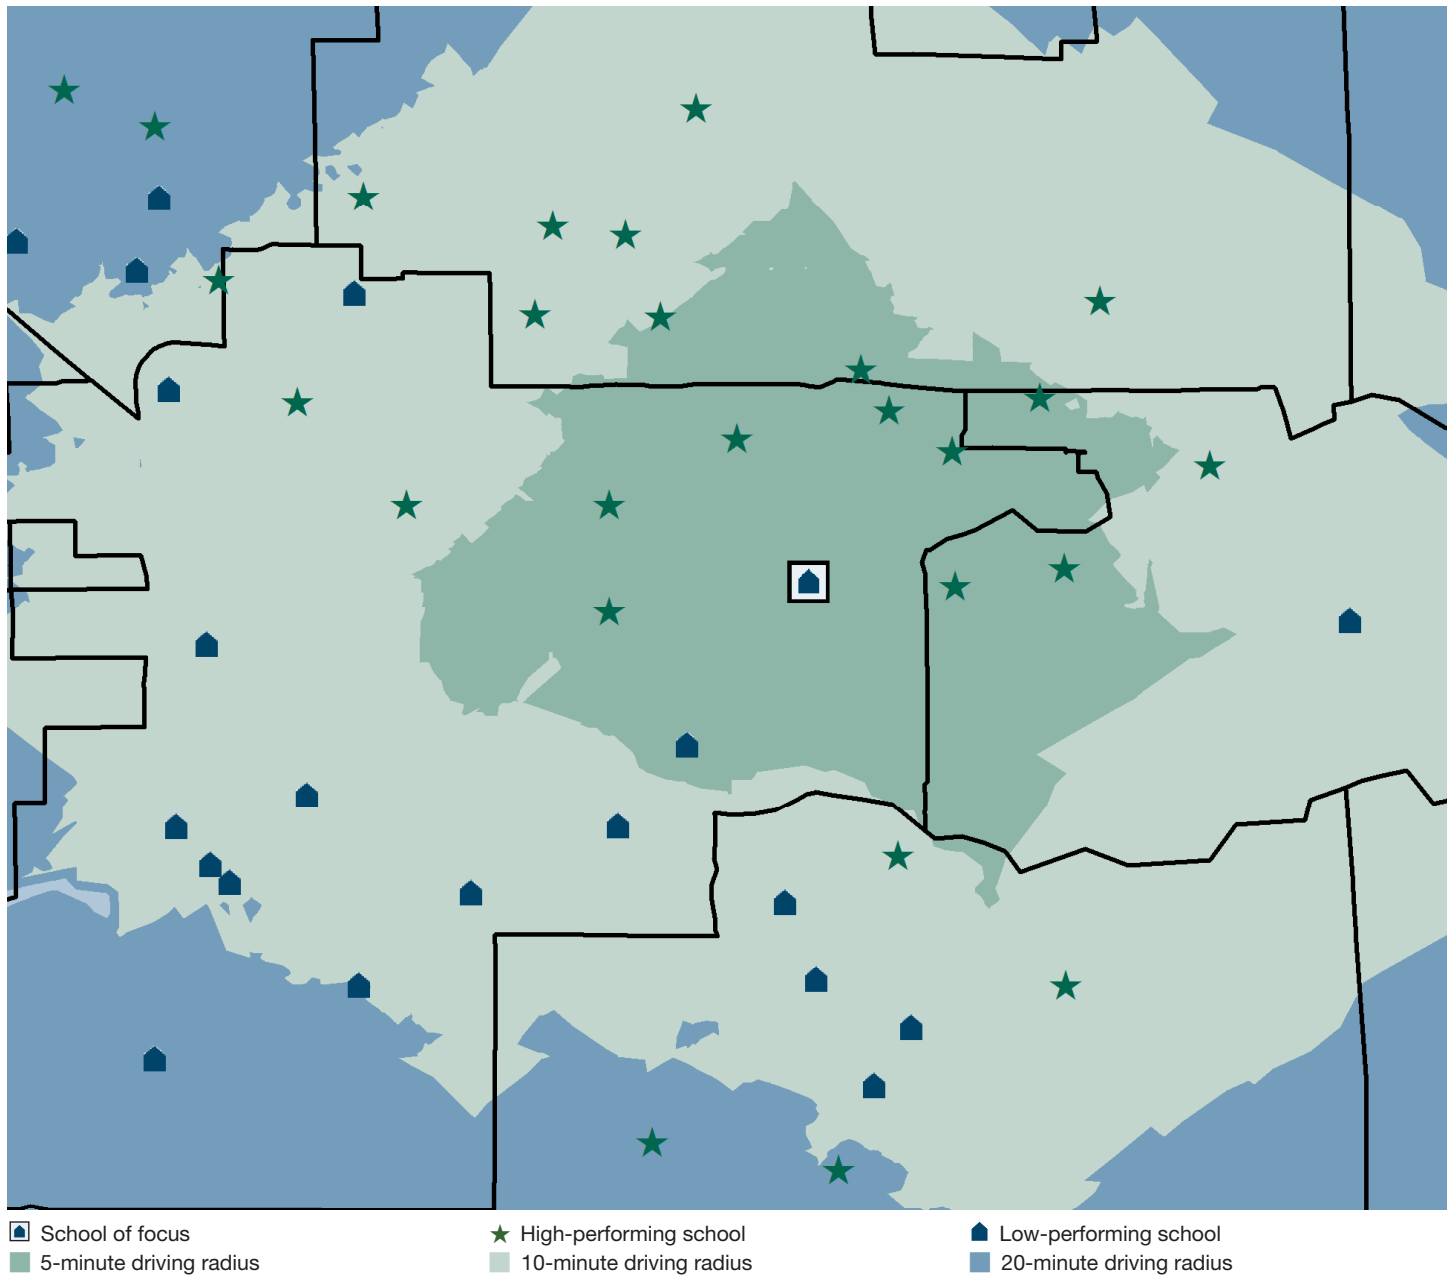 School of focus
High-performing school
Low-performing school
5-minute driving radius
10-minute driving radius
20-minute driving radius